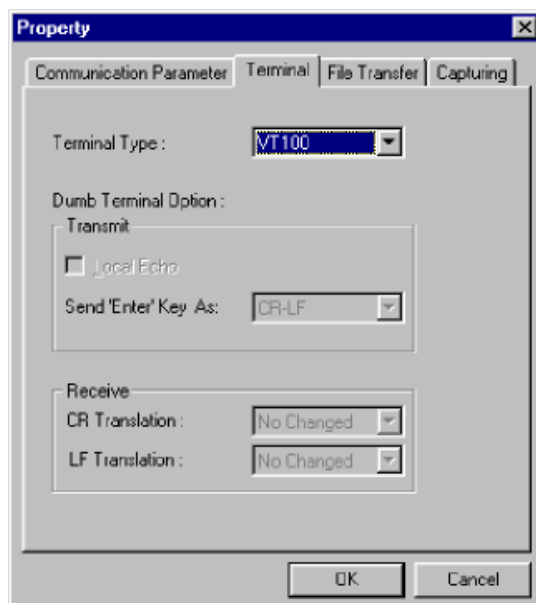 Property
Communication Parameter Terminal File Transfer Capturing
Terminal Type : VT100
Dumb Terminal Option :
Transmit
Local Echo
Send 'Enter' Key As: CR-LF
Receive
CR Translation : No Changed
LF Translation : No Changed
OK Cancel